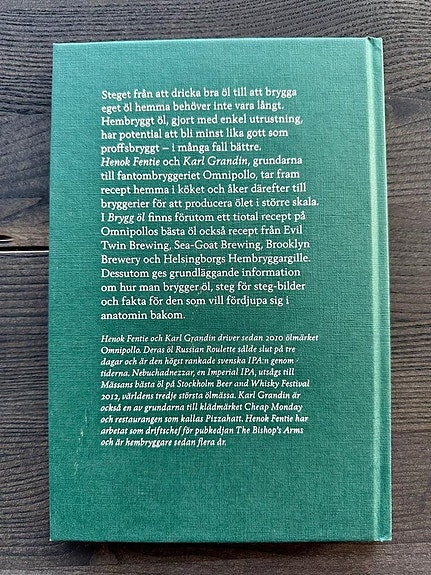 Steget från att dricka bra öl till att brygga
eget öl hemma behöver inte vara långt.
Hembryggt öl, gjort med enkel utrustning,
har potential att bli minst lika gott som
proffsbryggt – i många fall bättre.
Henok Fentie och Karl Grandin, grundarna
till fantombryggeriet Omnipollo, tar fram
recept hemma i köket och åker därefter till
bryggerier för att producera ölet i större skala.
I Brygg öl finns förutom ett tiotal recept på
Omnipollos bästa öl också recept från Evil
Twin Brewing, Sea-Goat Brewing, Brooklyn
Brewery och Helsingborgs Hembryggargille.
Dessutom ges grundläggande information
om hur man brygger öl, steg för steg-bilder
och fakta för den som vill fördjupa sig i
anatomin bakom.
Henok Fentie och Karl Grandin driver sedan 2010 ölmärket
Omnipollo. Deras öl Russian Roulette sålde slut på tre
dagar och är den högst rankade svenska IPA:n genom
tiderna. Nebuchadnezzar, en Imperial IPA, utsågs till
Mässans bästa öl på Stockholm Beer and Whisky Festival
2012, världens tredje största ölmässa. Karl Grandin är
också en av grundarna till klädmärket Cheap Monday
och restaurangen som kallas Pizzahatt. Henok Fentie har
arbetat som driftschef för pubkedjan The Bishop's Arms
och är hembryggare sedan flera år.